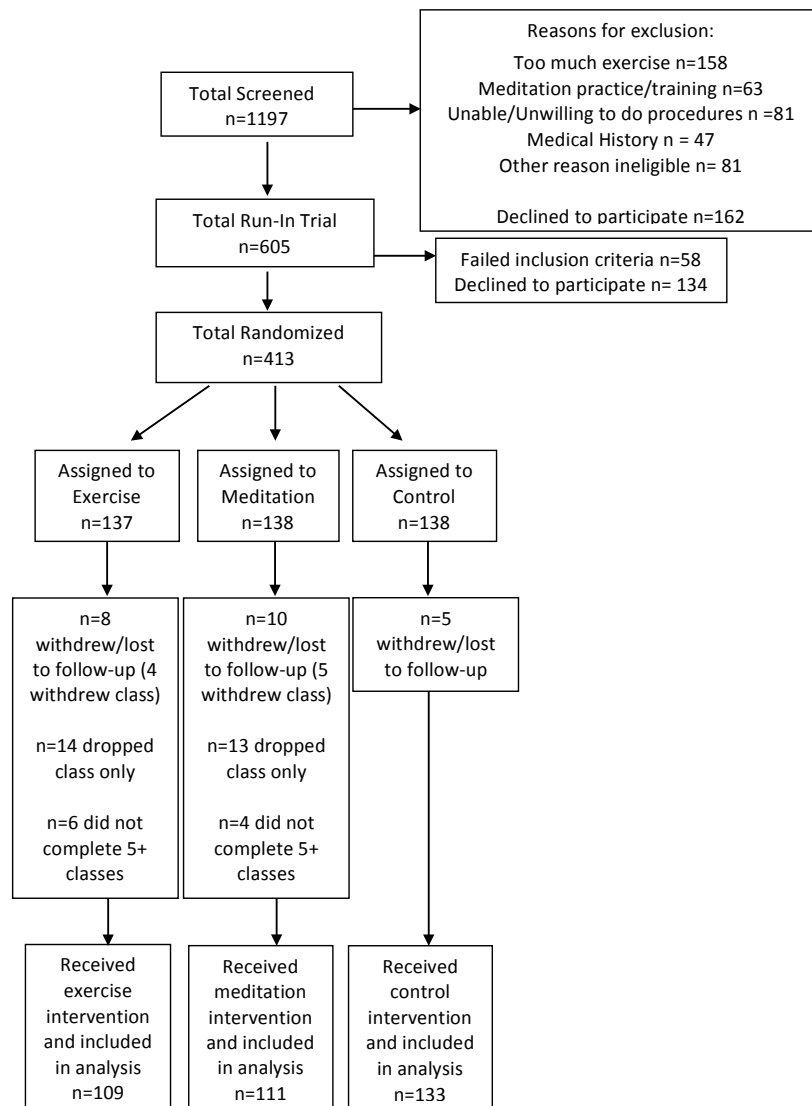 Reasons for exclusion:
Too much exercise n=158
Meditation practice/training n=63
Unable/Unwilling to do procedures n =81
Medical History n = 47
Other reason ineligible n= 81
Declined to participate n=162
Total Screened
n=1197
Total Run-In Trial
n=605
Failed inclusion criteria n=58
Declined to participate n= 134
Total Randomized
n=413
Assigned to
Exercise
n=137
Assigned to
Meditation
n=138
Assigned to
Control
n=138
n=8
withdrew/lost
to follow-up (4
withdrew class)
n=14 dropped
class only
n=6 did not
complete 5+
classes
n=10
withdrew/lost
to follow-up (5
withdrew class)
n=13 dropped
class only
n=4 did not
complete 5+
classes
n=5
withdrew/lost
to follow-up
Received
exercise
intervention
and included
in analysis
n=109
Received
meditation
intervention
and included
in analysis
n=111
Received
control
intervention
and included
in analysis
n=133